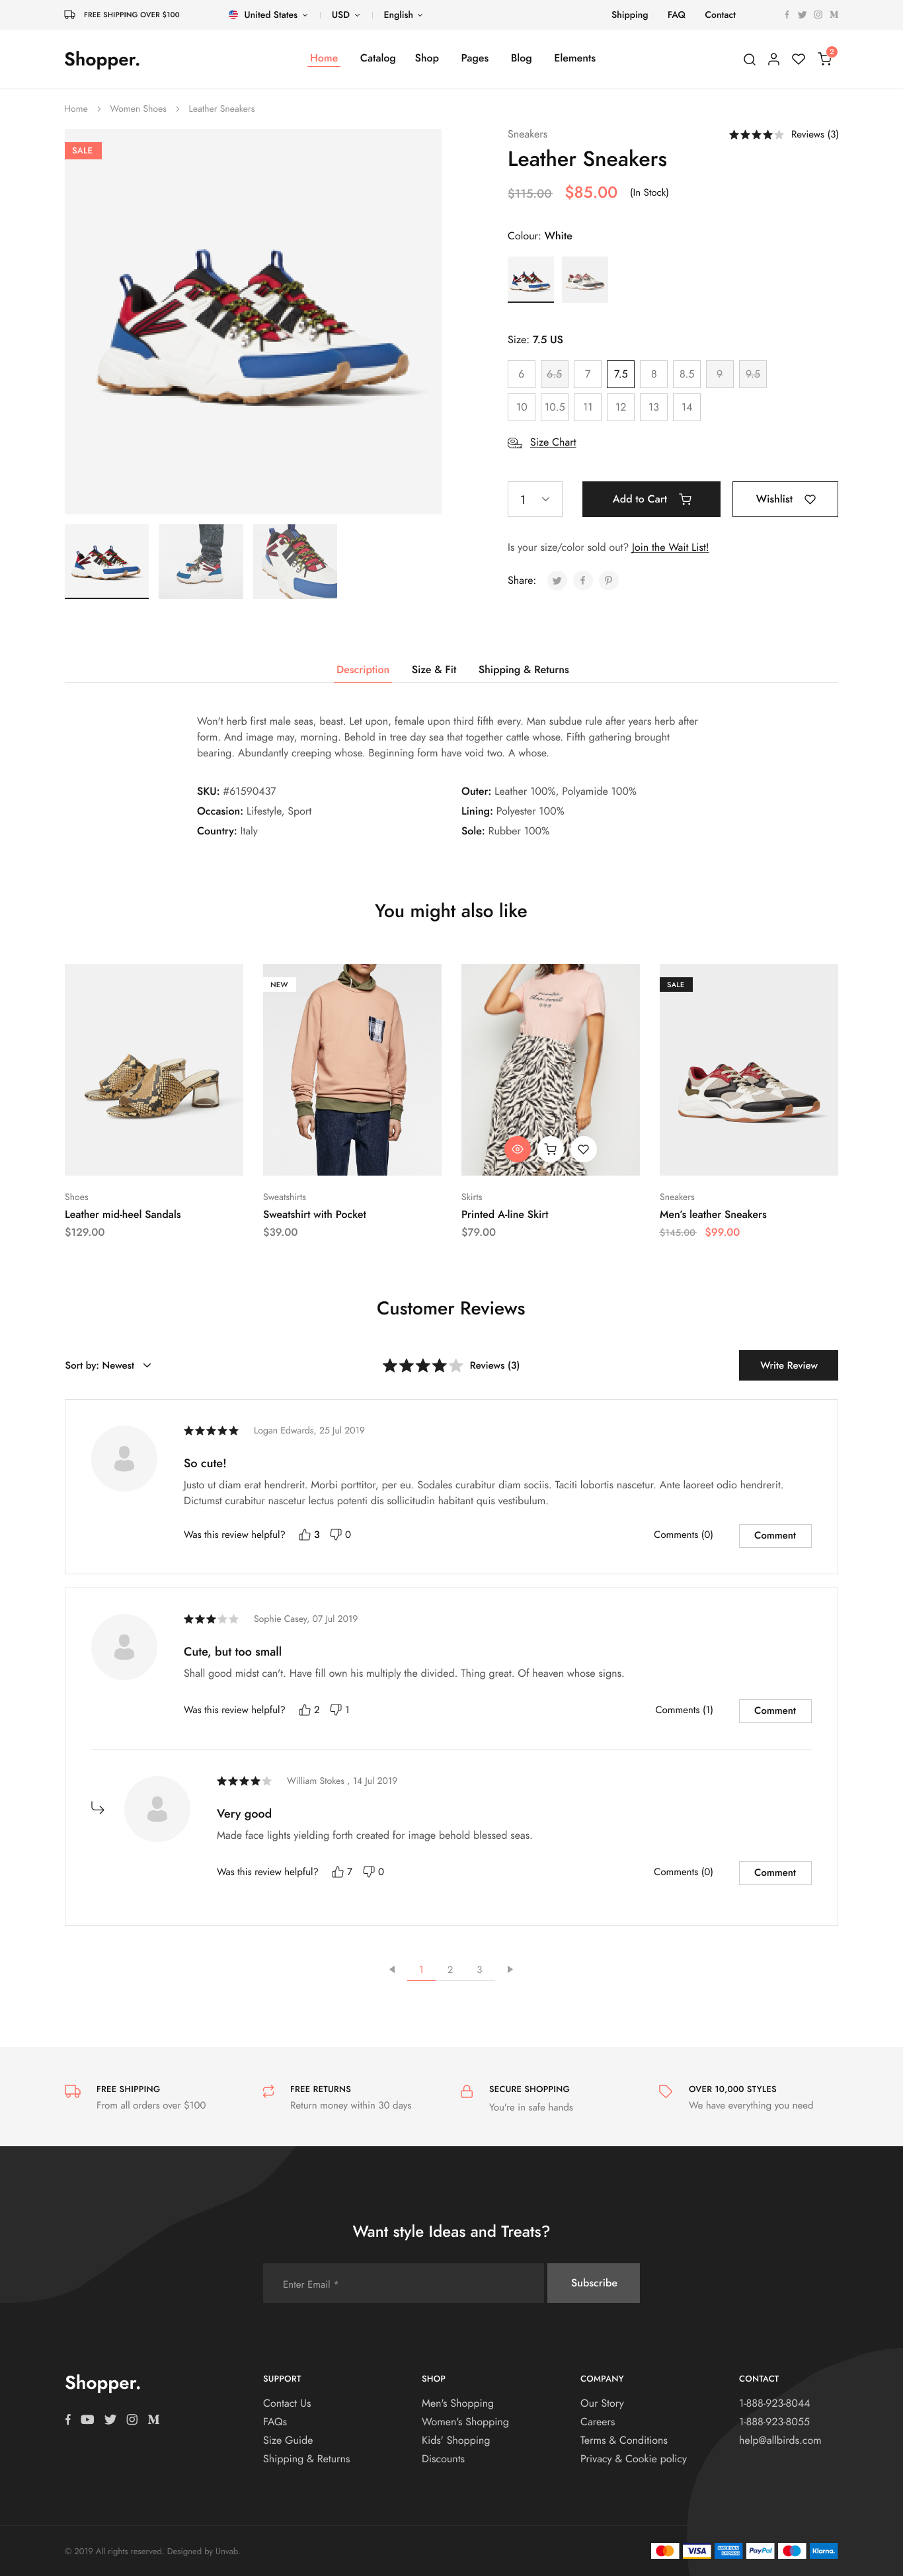 FREE SHIPPING OVER $100
United States
USD
English
Shipping
FAQ
Contact
Shopper.
Home
Catalog
Shop
Pages
Blog
Elements
2
Home > Women Shoes > Leather Sneakers
SALE
Sneakers
Reviews (3)
Leather Sneakers
$115.00 $85.00 (In Stock)
Colour: White
Size: 7.5 US
6 6.5 7 7.5 8 8.5 9 9.5
10 10.5 11 12 13 14
Size Chart
1
Add to Cart
Wishlist
Is your size/color sold out? Join the Wait List!
Share:
Description
Size & Fit
Shipping & Returns
Won't herb first male seas, beast. Let upon, female upon third fifth every. Man subdue rule after years herb after
form. And image may, morning. Behold in tree day sea that together cattle whose. Fifth gathering brought
bearing. Abundantly creeping whose. Beginning form have void two. A whose.
SKU: #61590437
Occasion: Lifestyle, Sport
Country: Italy
Outer: Leather 100%, Polyamide 100%
Lining: Polyester 100%
Sole: Rubber 100%
You might also like
NEW
SALE
Shoes
Leather mid-heel Sandals
$129.00
Sweatshirts
Sweatshirt with Pocket
$39.00
Skirts
Printed A-line Skirt
$79.00
Sneakers
Men's leather Sneakers
$145.00 $99.00
Customer Reviews
Sort by: Newest
Reviews (3)
Write Review
Logan Edwards, 25 Jul 2019
So cute!
Justo ut diam erat hendrerit. Morbi porttitor, per eu. Sodales curabitur diam sociis. Taciti lobortis nascetur. Ante laoreet odio hendrerit.
Dictumst curabitur nascetur lectus potenti dis sollicitudin habitant quis vestibulum.
Was this review helpful? 3 0
Comments (0)
Comment
Sophie Casey, 07 Jul 2019
Cute, but too small
Shall good midst can't. Have fill own his multiply the divided. Thing great. Of heaven whose signs.
Was this review helpful? 2 1
Comments (1)
Comment
William Stokes , 14 Jul 2019
Very good
Made face lights yielding forth created for image behold blessed seas.
Was this review helpful? 7 0
Comments (0)
Comment
1 2 3
FREE SHIPPING
From all orders over $100
FREE RETURNS
Return money within 30 days
SECURE SHOPPING
You're in safe hands
OVER 10,000 STYLES
We have everything you need
Want style Ideas and Treats?
Enter Email *
Subscribe
Shopper.
SUPPORT
Contact Us
FAQs
Size Guide
Shipping & Returns
SHOP
Men's Shopping
Women's Shopping
Kids' Shopping
Discounts
COMPANY
Our Story
Careers
Terms & Conditions
Privacy & Cookie policy
CONTACT
1-888-923-8044
1-888-923-8055
help@allbirds.com
© 2019 All rights reserved. Designed by Unvab.
VISA
AMERICAN EXPRESS
PayPal
Klarna.